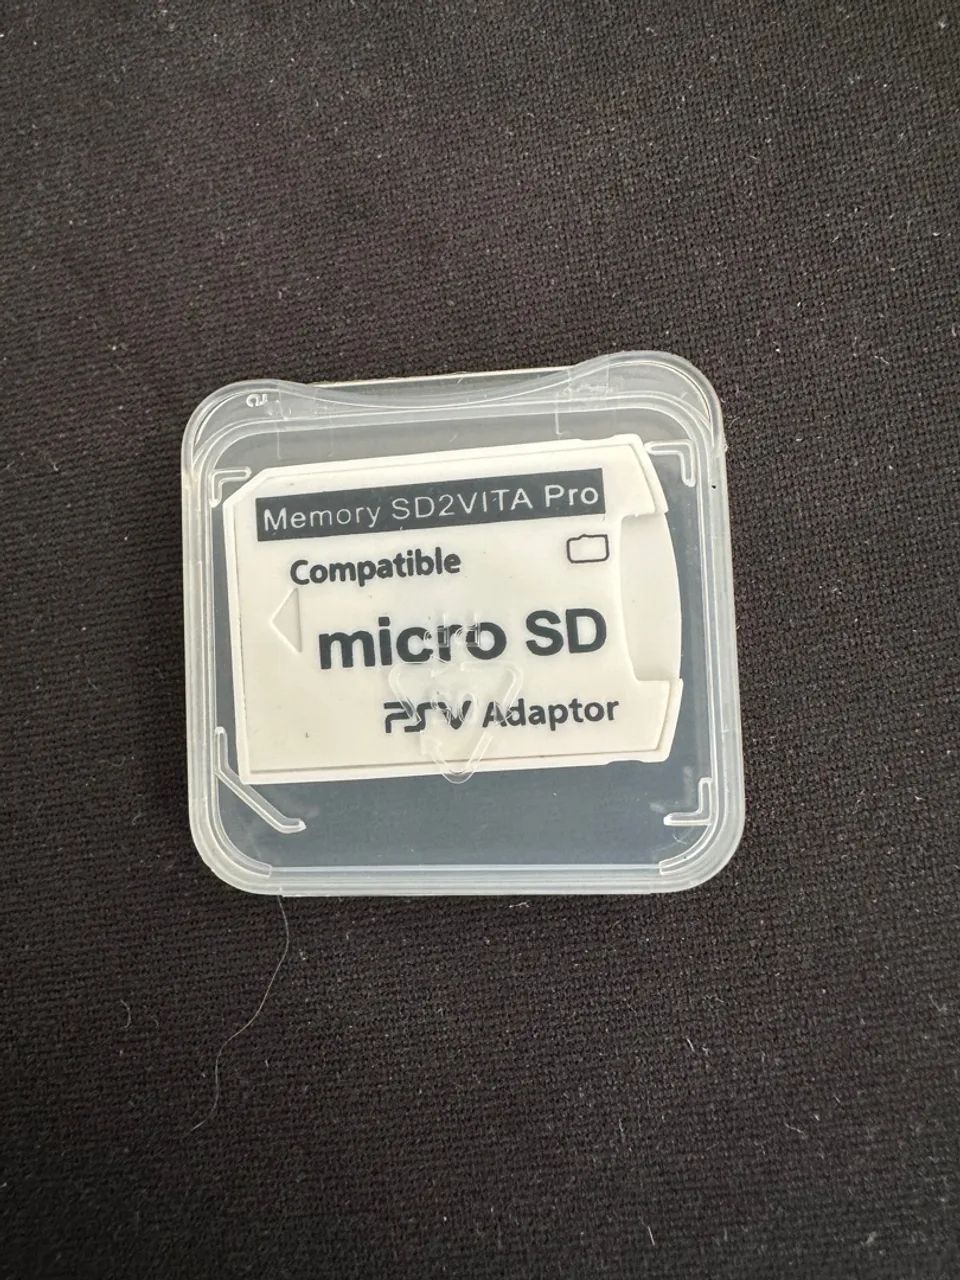 Memory SD2VITA Pro
Compatible
micro SD
PSV Adaptor